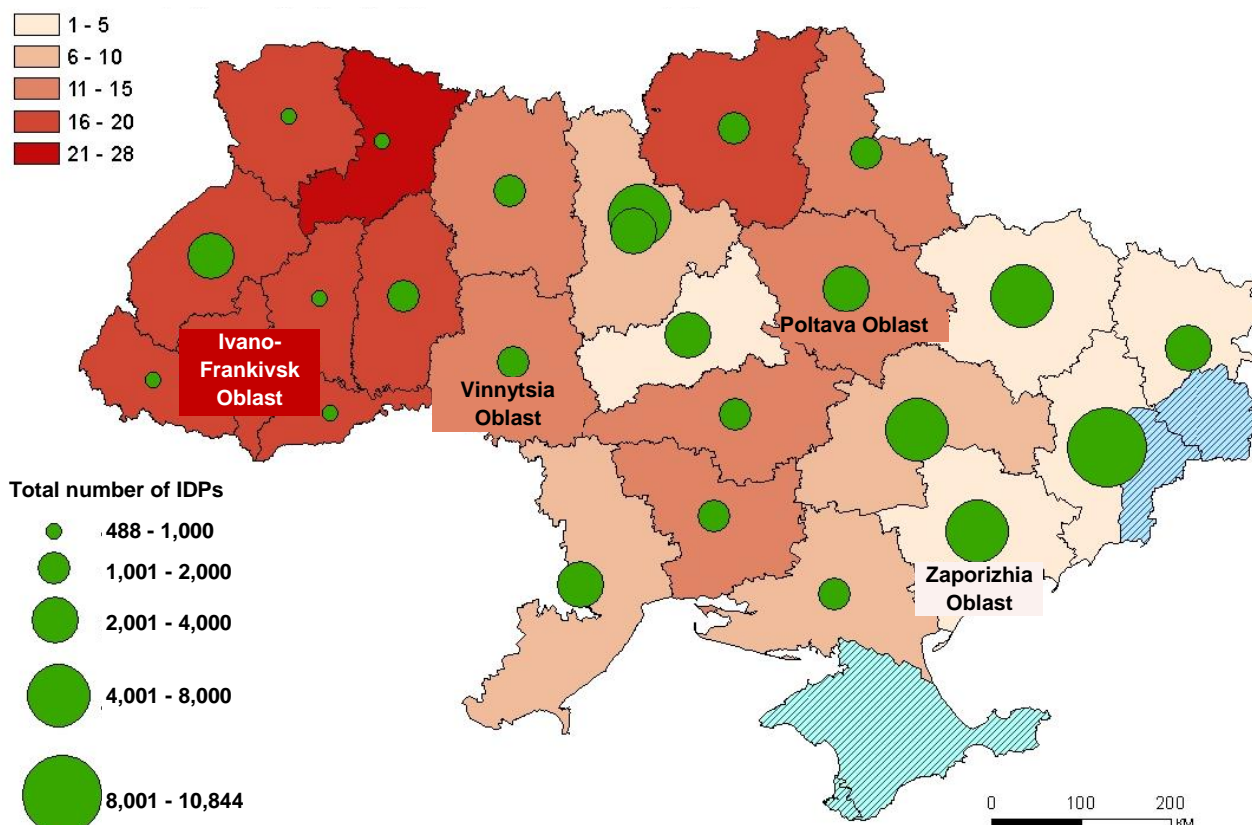 1 - 5
6 - 10
11 - 15
16 - 20
21 - 28
Poltava Oblast
Ivano-
Frankivsk
Oblast
Vinnytsia
Oblast
Zaporizhia
Oblast
Total number of IDPs
488 - 1,000
1,001 - 2,000
2,001 - 4,000
4,001 - 8,000
8,001 - 10,844
0 100 200
КМ